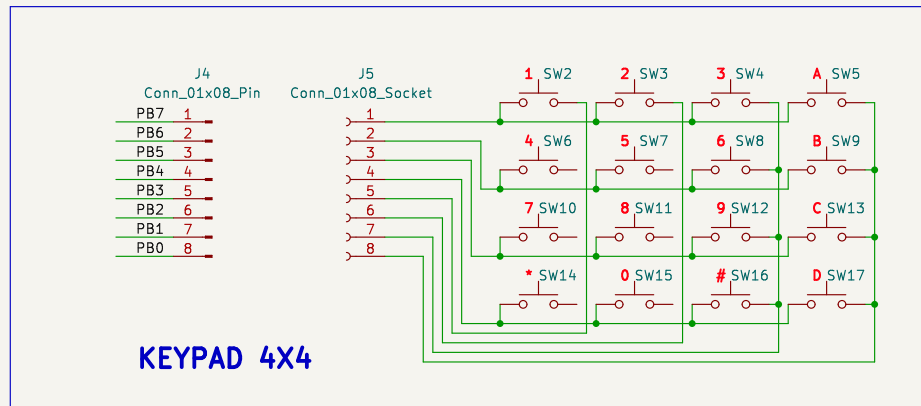 J4
Conn_01x08_Pin
PB7 1
PB6 2
PB5 3
PB4 4
PB3 5
PB2 6
PB1 7
PB0 8
J5
Conn_01x08_Socket
1
2
3
4
5
6
7
8
1 SW2 2 SW3 3 SW4 A SW5
4 SW6 5 SW7 6 SW8 B SW9
7 SW10 8 SW11 9 SW12 C SW13
* SW14 0 SW15 # SW16 D SW17
KEYPAD 4X4